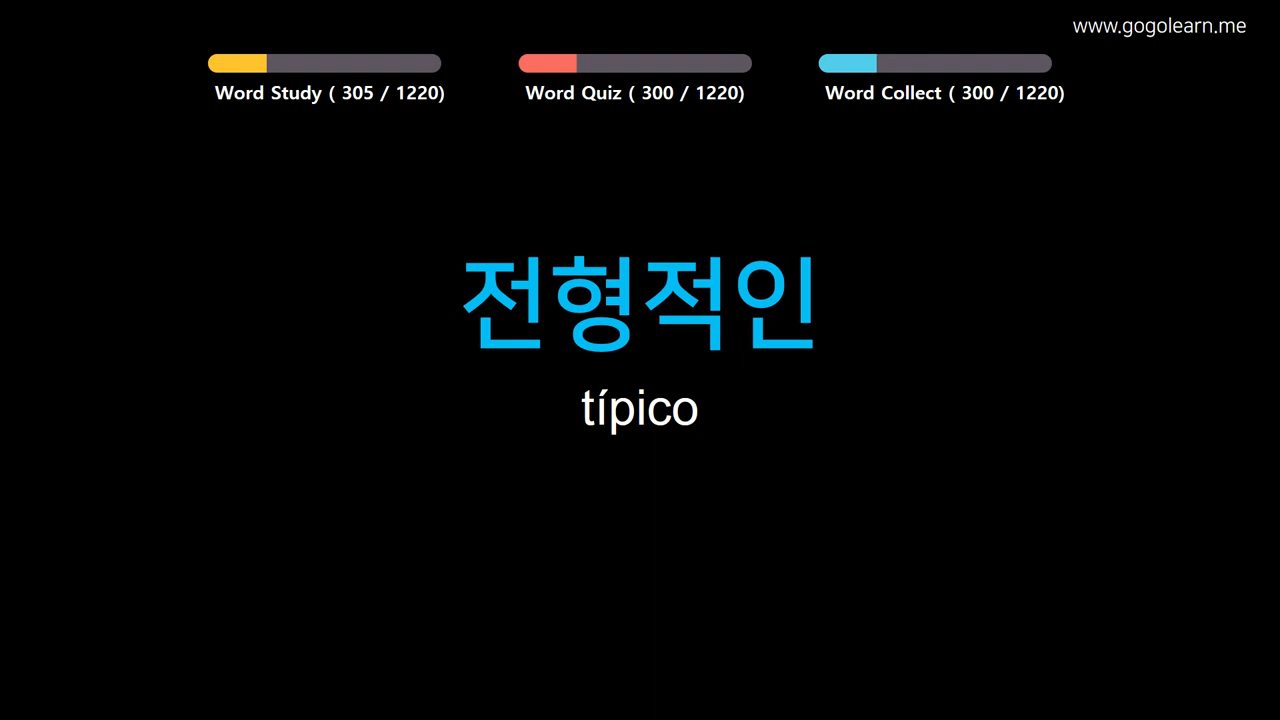 www.gogolearn.me
Word Study ( 305 / 1220)
Word Quiz ( 300 / 1220)
Word Collect ( 300 / 1220)
전형적인
típico